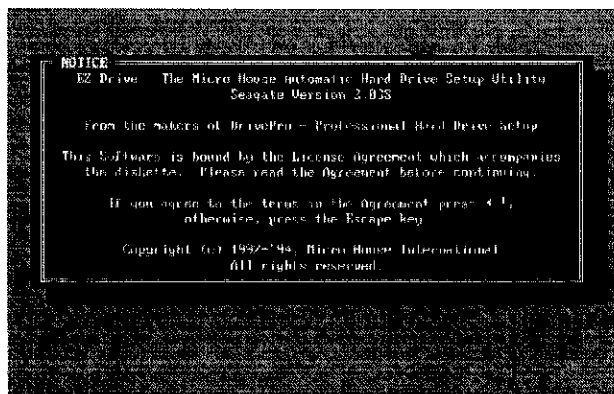 NOTICE
EZ Drive - The Micro House Automatic Hard Drive Setup Utility
Seagate Version 2.03S
From the makers of DrivePro - Professional Hard Drive Setup
This Software is bound by the License Agreement which accompanies
the diskette. Please read the Agreement before continuing.
If you agree to the terms in the Agreement press
otherwise, press the Escape key
Copyright (c) 1992-'94, Micro House International
All rights reserved.